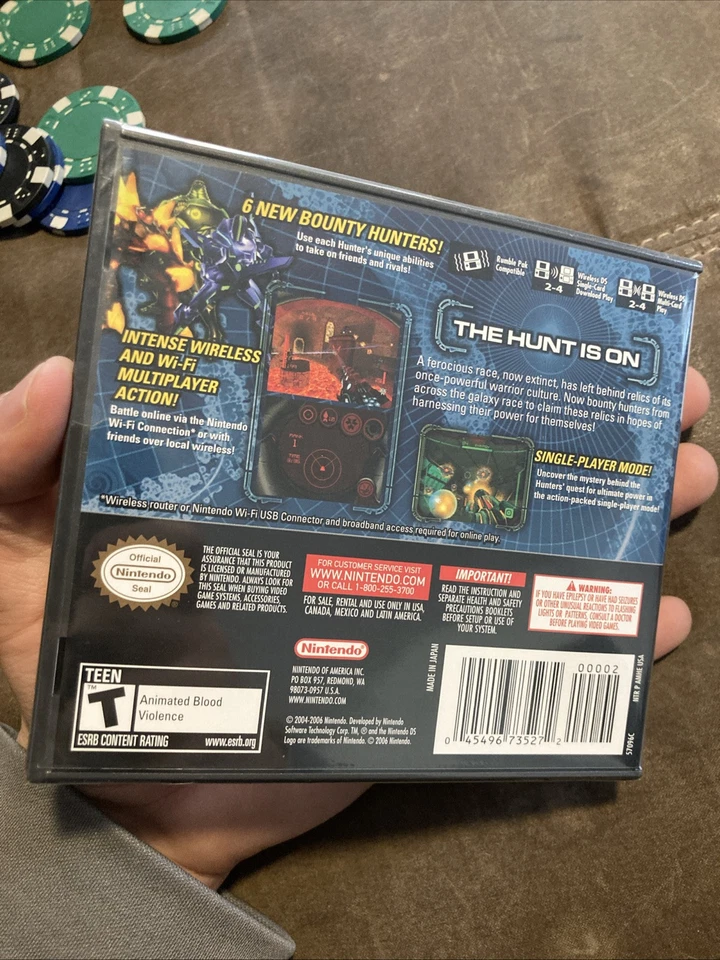 6 NEW BOUNTY HUNTERS!
Use each Hunter's unique abilities
to take on friends and rivals!
Rumble Pak
Compatible
2-4
Wireless DS
Single-Card
Download Play
2-4
Wireless DS
Multi-Card
Play
THE HUNT IS ON
A ferocious race, now extinct, has left behind relics of its
once-powerful warrior culture. Now bounty hunters from
across the galaxy race to claim these relics in hopes of
harnessing their power for themselves!
INTENSE WIRELESS
AND Wi-Fi
MULTIPLAYER
ACTION!
Battle online via the Nintendo
Wi-Fi Connection* or with
friends over local wireless!
SINGLE-PLAYER MODE!
Uncover the mystery behind the
Hunters' quest for ultimate power in
the action-packed single-player mode!
*Wireless router or Nintendo Wi-Fi USB Connector and broadband access required for online play.
Official
Nintendo
Seal
THE OFFICIAL SEAL IS YOUR
ASSURANCE THAT THIS PRODUCT
IS LICENSED OR MANUFACTURED
BY NINTENDO. ALWAYS LOOK FOR
THIS SEAL WHEN BUYING VIDEO
GAME SYSTEMS, ACCESSORIES,
GAMES AND RELATED PRODUCTS.
FOR CUSTOMER SERVICE VISIT
WWW.NINTENDO.COM
OR CALL 1-800-255-3700
FOR SALE, RENTAL AND USE ONLY IN USA,
CANADA, MEXICO AND LATIN AMERICA.
IMPORTANT!
READ THE INSTRUCTION AND
SEPARATE HEALTH AND SAFETY
PRECAUTIONS BOOKLETS
BEFORE SETUP OR USE OF
YOUR SYSTEM.
WARNING:
IF YOU HAVE EPILEPSY OR HAVE HAD SEIZURES
OR OTHER UNUSUAL REACTIONS TO FLASHING
LIGHTS OR PATTERNS, CONSULT A DOCTOR
BEFORE PLAYING VIDEO GAMES.
Nintendo
NINTENDO OF AMERICA INC.
PO BOX 957, REDMOND, WA
98073-0957 U.S.A.
WWW.NINTENDO.COM
© 2004-2006 Nintendo. Developed by Nintendo
Software Technology Corp. TM, ® and the Nintendo DS
Logo are trademarks of Nintendo. © 2006 Nintendo.
TEEN
T
TM
Animated Blood
Violence
ESRB CONTENT RATING www.esrb.org
MADE IN JAPAN
00002
0 45496 73527 2
NTR P AMHE USA
57096C